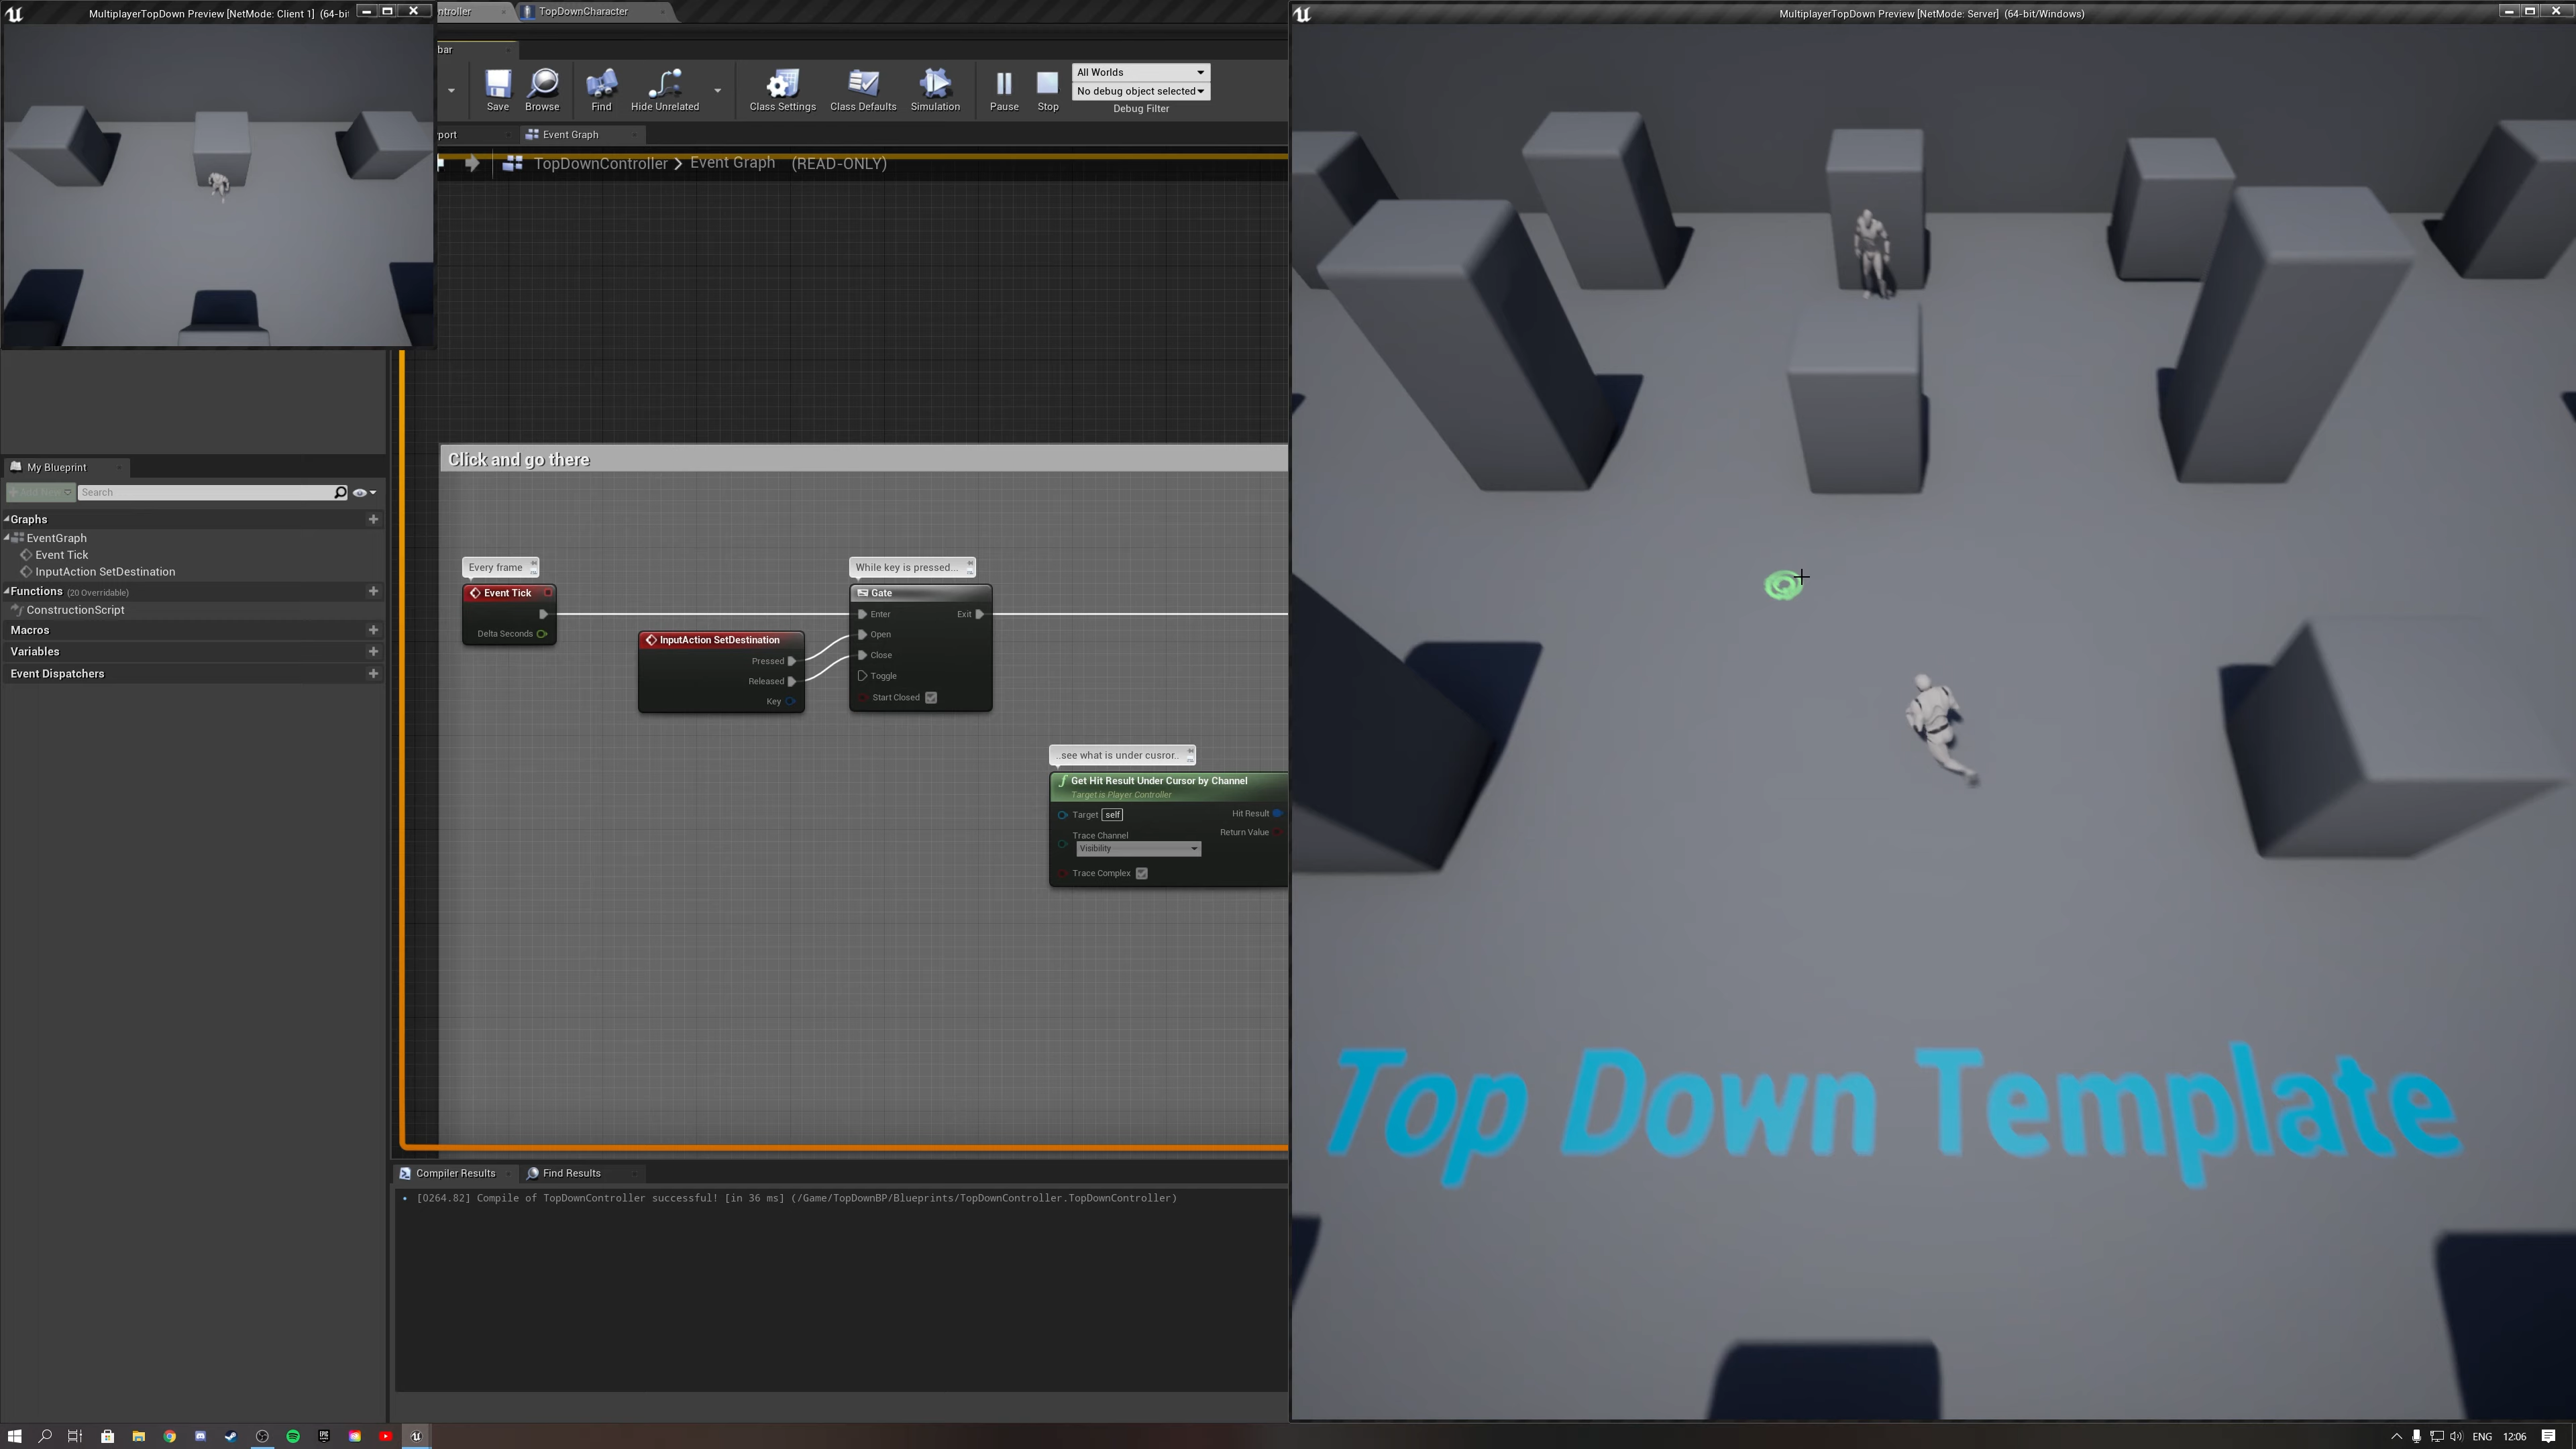 MultiplayerTopDown Preview [NetMode: Client 1] (64-bi
ntroller
TopDownCharacter
MultiplayerTopDown Preview [NetMode: Server] (64-bit/Windows)
bar
Save
Browse
Find
Hide Unrelated
Class Settings
Class Defaults
Simulation
Pause
Stop
All Worlds
No debug object selected
Debug Filter
port
Event Graph
TopDownController > Event Graph (READ-ONLY)
Click and go there
My Blueprint
Add New
Search
Graphs
EventGraph
Event Tick
InputAction SetDestination
Functions (20 Overridable)
ConstructionScript
Macros
Variables
Event Dispatchers
Every frame
Event Tick
Delta Seconds
InputAction SetDestination
Pressed
Released
Key
While key is pressed...
Gate
Enter
Exit
Open
Close
Toggle
Start Closed
..see what is under cusror..
Get Hit Result Under Cursor by Channel
Target is Player Controller
Target self
Hit Result
Trace Channel
Return Value
Visibility
Trace Complex
Top Down Template
Compiler Results
Find Results
[0264.82] Compile of TopDownController successful! [in 36 ms] (/Game/TopDownBP/Blueprints/TopDownController.TopDownController)
ENG
12:06